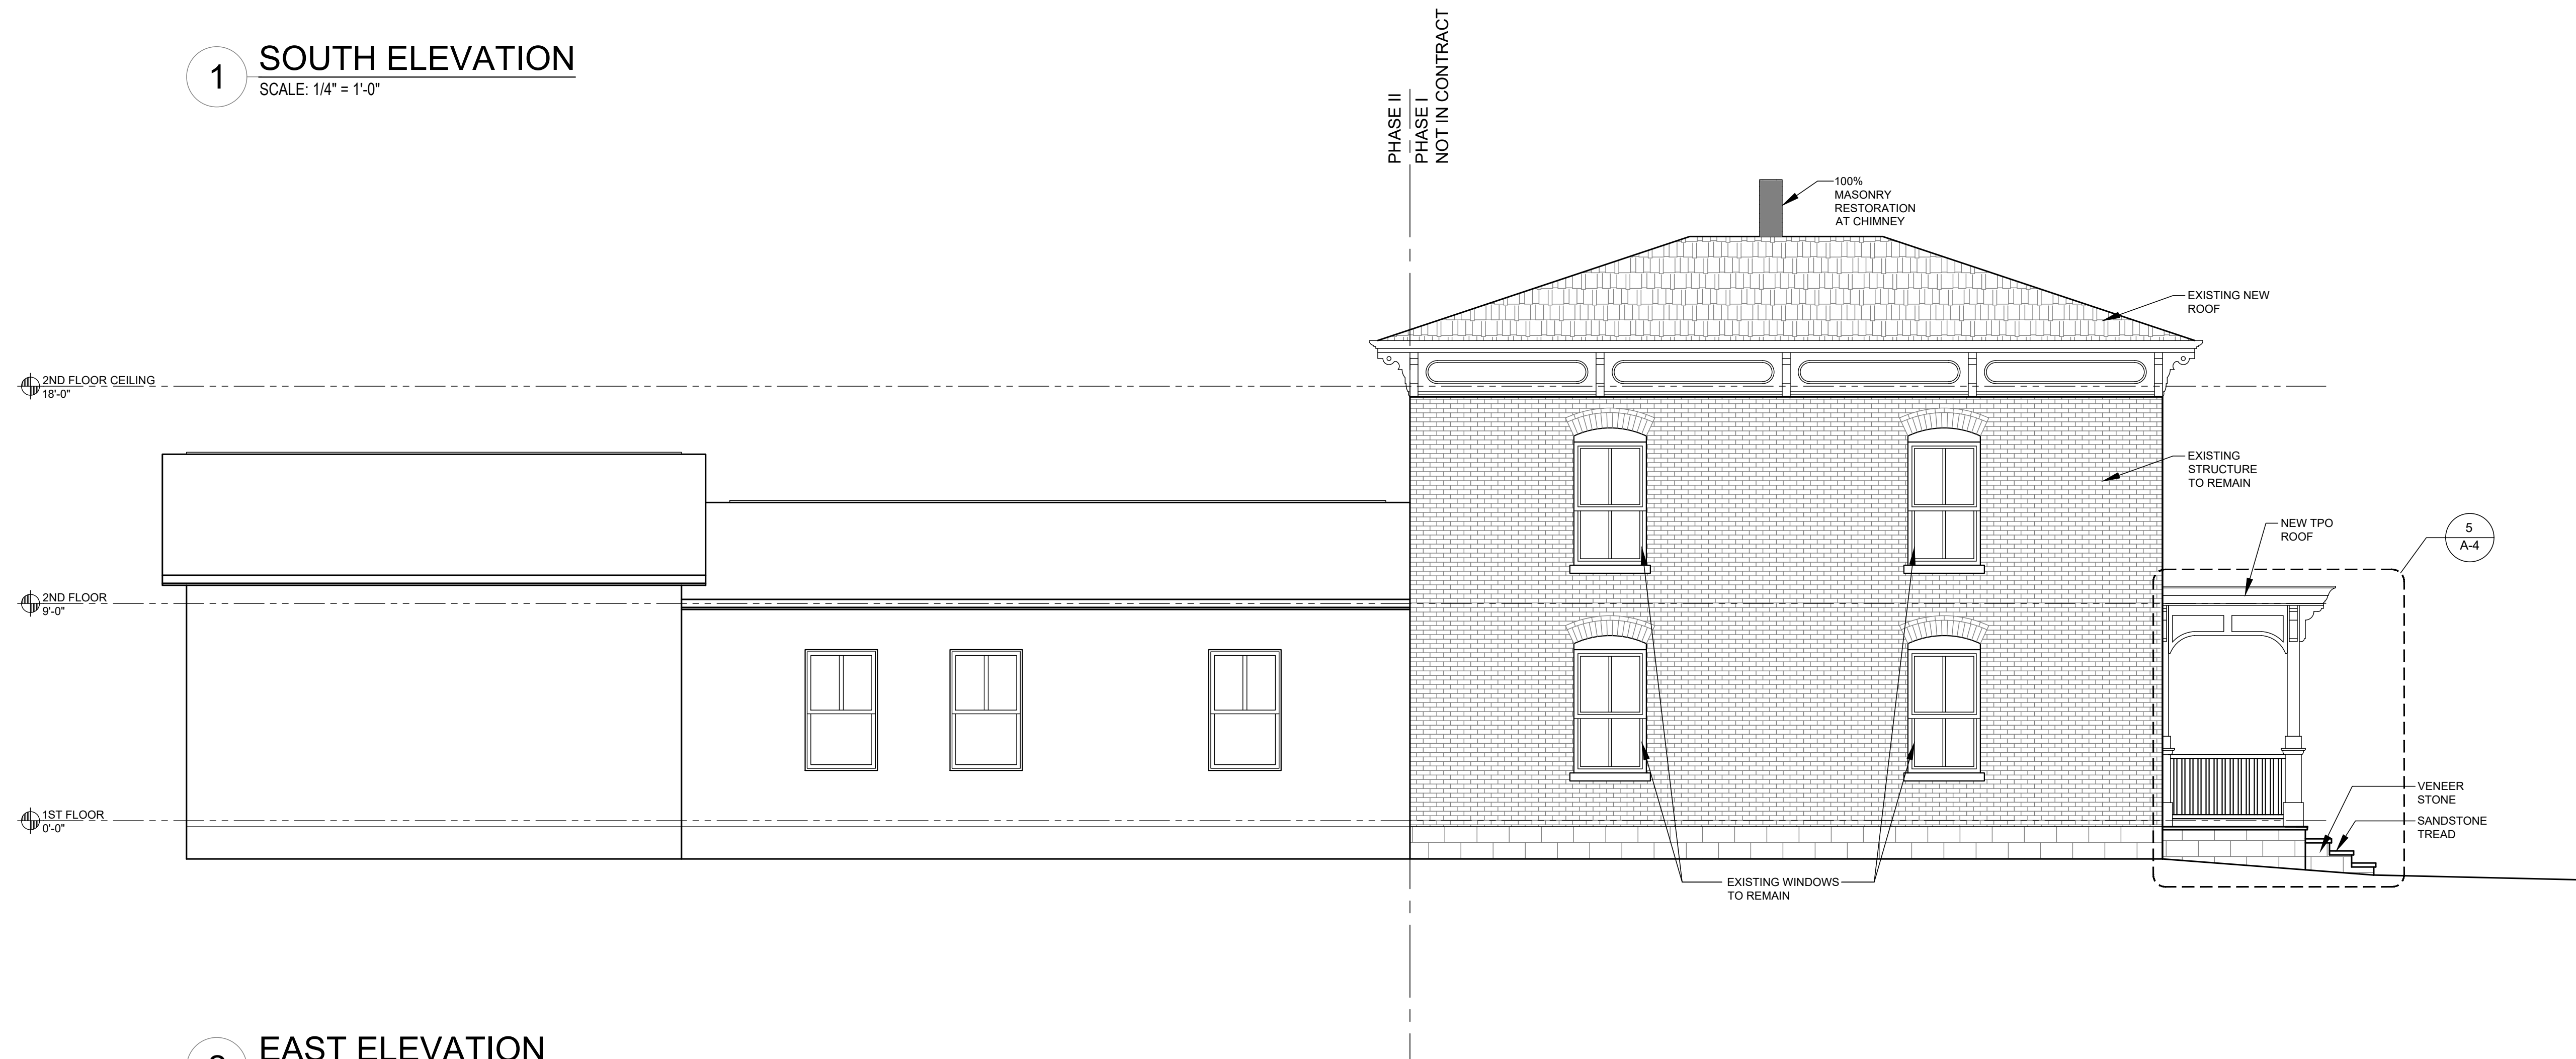 1
SOUTH ELEVATION
SCALE: 1/4" = 1'-0"
PHASE II
PHASE I
NOT IN CONTRACT
100%
MASONRY
RESTORATION
AT CHIMNEY
EXISTING NEW
ROOF
2ND FLOOR CEILING
18'-0"
EXISTING
STRUCTURE
TO REMAIN
NEW TPO
ROOF
5
A-4
2ND FLOOR
9'-0"
1ST FLOOR
0'-0"
VENEER
STONE
SANDSTONE
TREAD
EXISTING WINDOWS
TO REMAIN
EAST ELEVATION